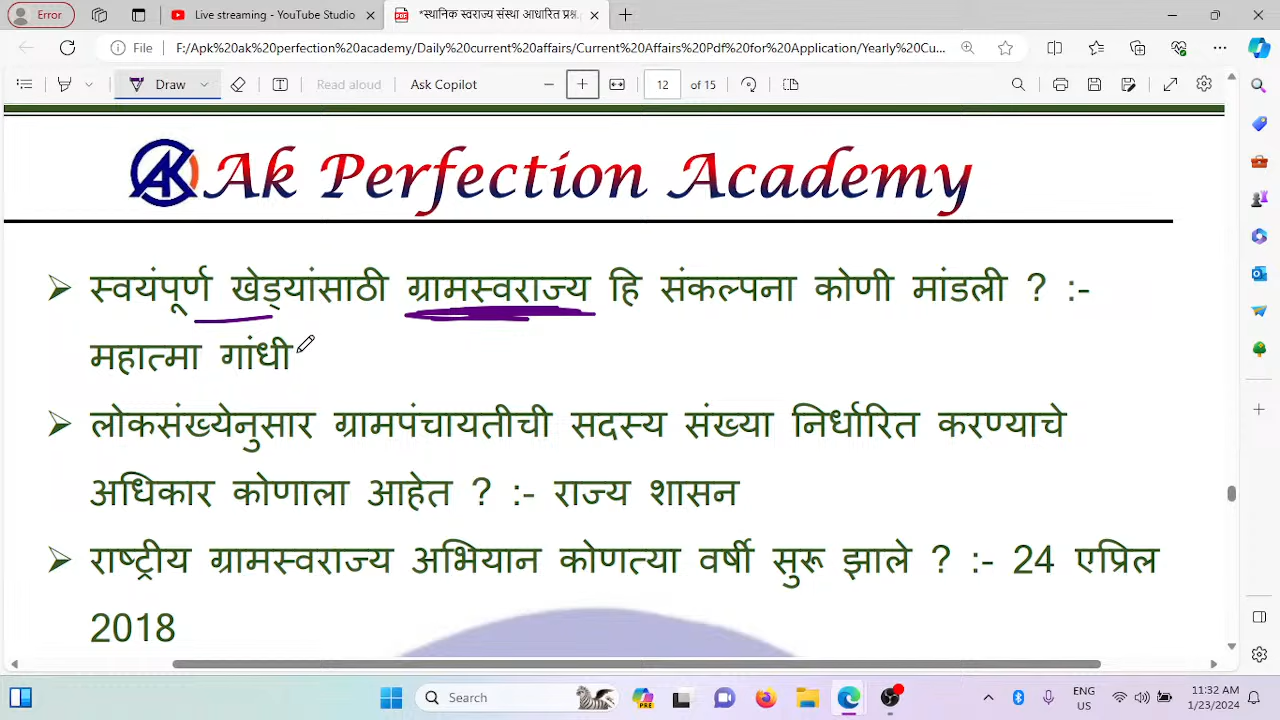 Error
Live streaming - YouTube Studio
*स्थानिक स्वराज्य संस्था आधारित प्रश्न.
File
F:/Apk%20ak%20perfection%20academy/Daily%20current%20affairs/Current%20Affairs%20Pdf%20for%20Application/Yearly%20Cu...
Draw
Read aloud
Ask Copilot
12 of 15
AK Ak Perfection Academy
स्वयंपूर्ण खेड्यांसाठी ग्रामस्वराज्य हि संकल्पना कोणी मांडली ? :-
महात्मा गांधी
लोकसंख्येनुसार ग्रामपंचायतीची सदस्य संख्या निर्धारित करण्याचे
अधिकार कोणाला आहेत ? :- राज्य शासन
राष्ट्रीय ग्रामस्वराज्य अभियान कोणत्या वर्षी सुरू झाले ? :- 24 एप्रिल
2018
Search
PRE
ENG
US
11:32 AM
1/23/2024